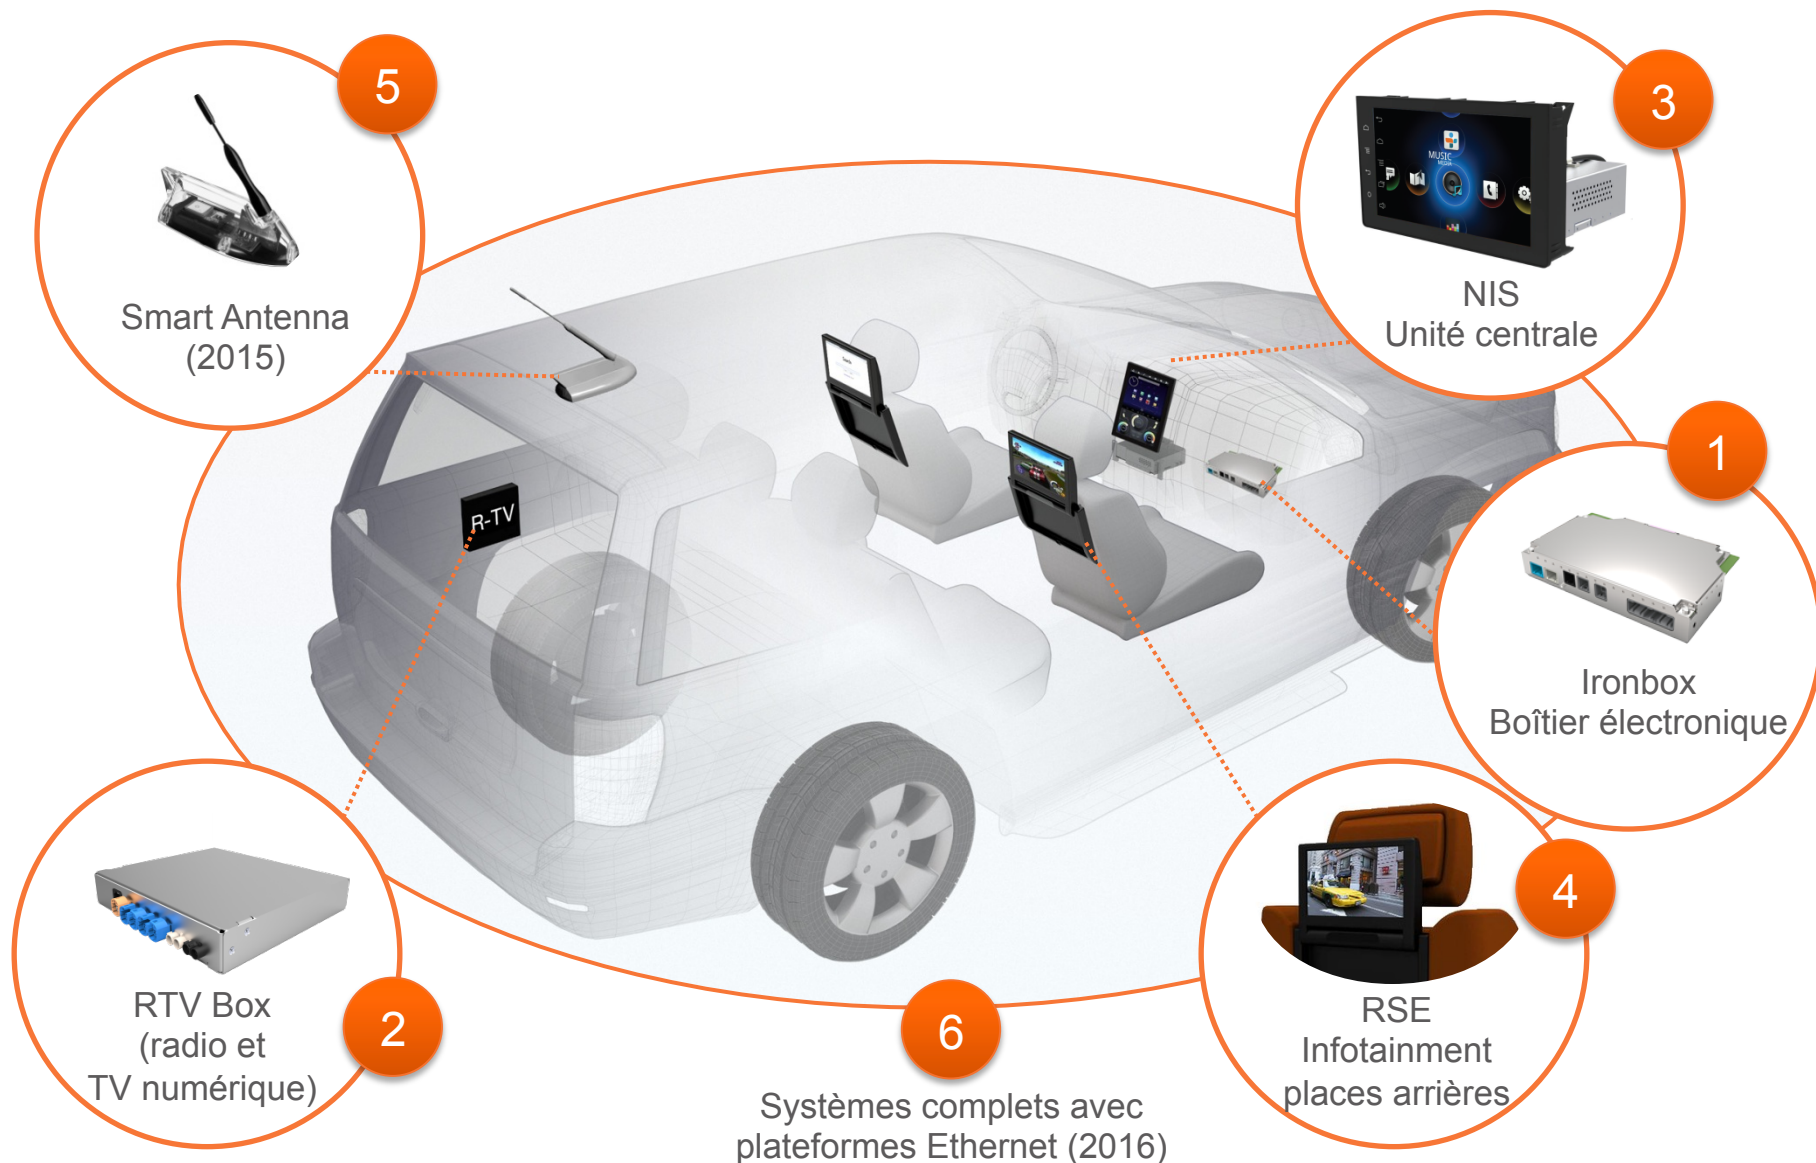 5
Smart Antenna
(2015)
3
MUSIC
MEDIA
NIS
Unité centrale
1
Ironbox
Boîtier électronique
R-TV
2
RTV Box
(radio et
TV numérique)
4
RSE
Infotainment
places arrières
6
Systèmes complets avec
plateformes Ethernet (2016)